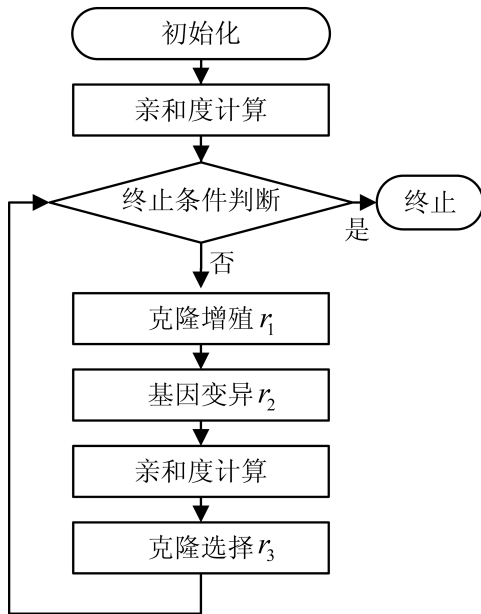 初始化
亲和度计算
终止条件判断
终止
是
否
克隆增殖 r₁
基因变异 r₂
亲和度计算
克隆选择 r₃